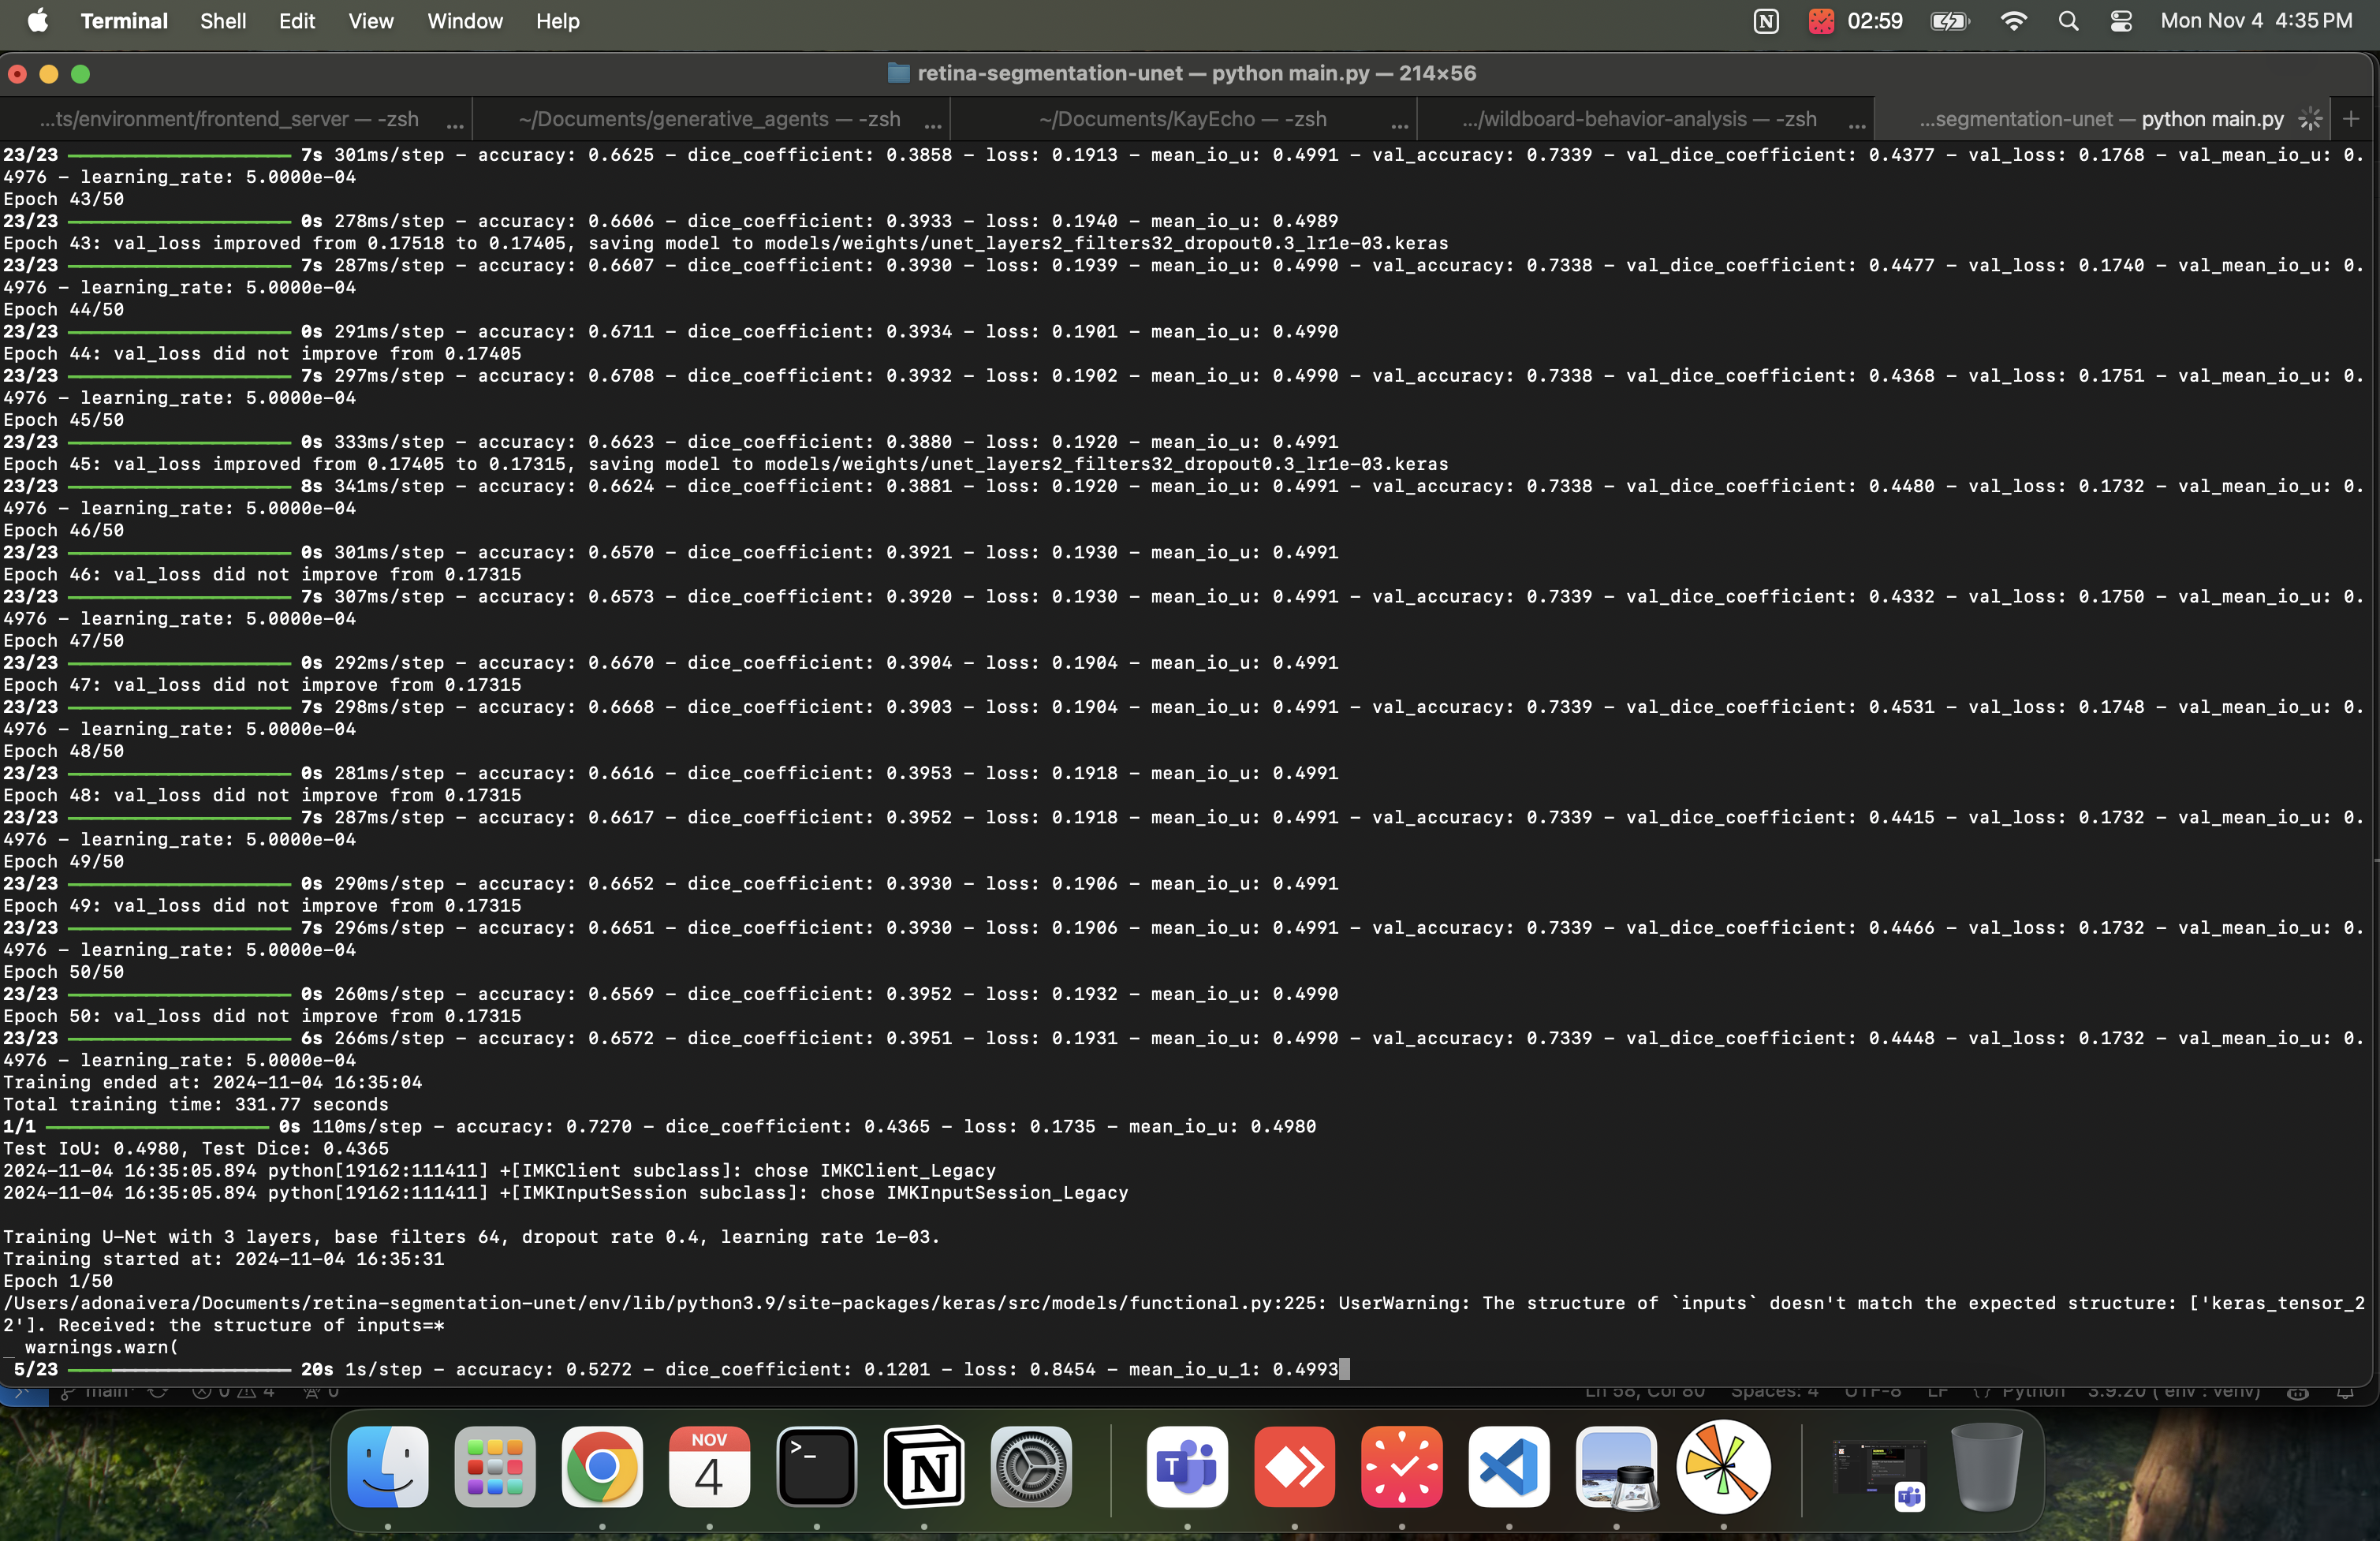 Terminal Shell Edit View Window Help 02:59 Mon Nov 4 4:35 PM
retina-segmentation-unet — python main.py — 214×56
...ts/environment/frontend_server — -zsh ... ~/Documents/generative_agents — -zsh ... ~/Documents/KayEcho — -zsh ... .../wildboard-behavior-analysis — -zsh ... ...segmentation-unet — python main.py +
23/23 7s 301ms/step - accuracy: 0.6625 - dice_coefficient: 0.3858 - loss: 0.1913 - mean_io_u: 0.4991 - val_accuracy: 0.7339 - val_dice_coefficient: 0.4377 - val_loss: 0.1768 - val_mean_io_u: 0.
4976 - learning_rate: 5.0000e-04
Epoch 43/50
23/23 0s 278ms/step - accuracy: 0.6606 - dice_coefficient: 0.3933 - loss: 0.1940 - mean_io_u: 0.4989
Epoch 43: val_loss improved from 0.17518 to 0.17405, saving model to models/weights/unet_layers2_filters32_dropout0.3_lr1e-03.keras
23/23 7s 287ms/step - accuracy: 0.6607 - dice_coefficient: 0.3930 - loss: 0.1939 - mean_io_u: 0.4990 - val_accuracy: 0.7338 - val_dice_coefficient: 0.4477 - val_loss: 0.1740 - val_mean_io_u: 0.
4976 - learning_rate: 5.0000e-04
Epoch 44/50
23/23 0s 291ms/step - accuracy: 0.6711 - dice_coefficient: 0.3934 - loss: 0.1901 - mean_io_u: 0.4990
Epoch 44: val_loss did not improve from 0.17405
23/23 7s 297ms/step - accuracy: 0.6708 - dice_coefficient: 0.3932 - loss: 0.1902 - mean_io_u: 0.4990 - val_accuracy: 0.7338 - val_dice_coefficient: 0.4368 - val_loss: 0.1751 - val_mean_io_u: 0.
4976 - learning_rate: 5.0000e-04
Epoch 45/50
23/23 0s 333ms/step - accuracy: 0.6623 - dice_coefficient: 0.3880 - loss: 0.1920 - mean_io_u: 0.4991
Epoch 45: val_loss improved from 0.17405 to 0.17315, saving model to models/weights/unet_layers2_filters32_dropout0.3_lr1e-03.keras
23/23 8s 341ms/step - accuracy: 0.6624 - dice_coefficient: 0.3881 - loss: 0.1920 - mean_io_u: 0.4991 - val_accuracy: 0.7338 - val_dice_coefficient: 0.4480 - val_loss: 0.1732 - val_mean_io_u: 0.
4976 - learning_rate: 5.0000e-04
Epoch 46/50
23/23 0s 301ms/step - accuracy: 0.6570 - dice_coefficient: 0.3921 - loss: 0.1930 - mean_io_u: 0.4991
Epoch 46: val_loss did not improve from 0.17315
23/23 7s 307ms/step - accuracy: 0.6573 - dice_coefficient: 0.3920 - loss: 0.1930 - mean_io_u: 0.4991 - val_accuracy: 0.7339 - val_dice_coefficient: 0.4332 - val_loss: 0.1750 - val_mean_io_u: 0.
4976 - learning_rate: 5.0000e-04
Epoch 47/50
23/23 0s 292ms/step - accuracy: 0.6670 - dice_coefficient: 0.3904 - loss: 0.1904 - mean_io_u: 0.4991
Epoch 47: val_loss did not improve from 0.17315
23/23 7s 298ms/step - accuracy: 0.6668 - dice_coefficient: 0.3903 - loss: 0.1904 - mean_io_u: 0.4991 - val_accuracy: 0.7339 - val_dice_coefficient: 0.4531 - val_loss: 0.1748 - val_mean_io_u: 0.
4976 - learning_rate: 5.0000e-04
Epoch 48/50
23/23 0s 281ms/step - accuracy: 0.6616 - dice_coefficient: 0.3953 - loss: 0.1918 - mean_io_u: 0.4991
Epoch 48: val_loss did not improve from 0.17315
23/23 7s 287ms/step - accuracy: 0.6617 - dice_coefficient: 0.3952 - loss: 0.1918 - mean_io_u: 0.4991 - val_accuracy: 0.7339 - val_dice_coefficient: 0.4415 - val_loss: 0.1732 - val_mean_io_u: 0.
4976 - learning_rate: 5.0000e-04
Epoch 49/50
23/23 0s 290ms/step - accuracy: 0.6652 - dice_coefficient: 0.3930 - loss: 0.1906 - mean_io_u: 0.4991
Epoch 49: val_loss did not improve from 0.17315
23/23 7s 296ms/step - accuracy: 0.6651 - dice_coefficient: 0.3930 - loss: 0.1906 - mean_io_u: 0.4991 - val_accuracy: 0.7339 - val_dice_coefficient: 0.4466 - val_loss: 0.1732 - val_mean_io_u: 0.
4976 - learning_rate: 5.0000e-04
Epoch 50/50
23/23 0s 260ms/step - accuracy: 0.6569 - dice_coefficient: 0.3952 - loss: 0.1932 - mean_io_u: 0.4990
Epoch 50: val_loss did not improve from 0.17315
23/23 6s 266ms/step - accuracy: 0.6572 - dice_coefficient: 0.3951 - loss: 0.1931 - mean_io_u: 0.4990 - val_accuracy: 0.7339 - val_dice_coefficient: 0.4448 - val_loss: 0.1732 - val_mean_io_u: 0.
4976 - learning_rate: 5.0000e-04
Training ended at: 2024-11-04 16:35:04
Total training time: 331.77 seconds
1/1 0s 110ms/step - accuracy: 0.7270 - dice_coefficient: 0.4365 - loss: 0.1735 - mean_io_u: 0.4980
Test IoU: 0.4980, Test Dice: 0.4365
2024-11-04 16:35:05.894 python[19162:111411] +[IMKClient subclass]: chose IMKClient_Legacy
2024-11-04 16:35:05.894 python[19162:111411] +[IMKInputSession subclass]: chose IMKInputSession_Legacy
Training U-Net with 3 layers, base filters 64, dropout rate 0.4, learning rate 1e-03.
Training started at: 2024-11-04 16:35:31
Epoch 1/50
/Users/adonaivera/Documents/retina-segmentation-unet/env/lib/python3.9/site-packages/keras/src/models/functional.py:225: UserWarning: The structure of `inputs` doesn't match the expected structure: ['keras_tensor_2
2']. Received: the structure of inputs=*
warnings.warn(
5/23 20s 1s/step - accuracy: 0.5272 - dice_coefficient: 0.1201 - loss: 0.8454 - mean_io_u_1: 0.4993
main* 0 4 0 Ln 58, Col 80 Spaces: 4 UTF-8 LF {} Python 3.9.20 ('env': venv)
NOV
4